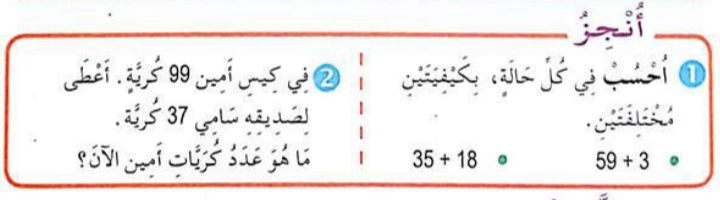 أُنْجِزُ
1 اُحْسُبْ فِي كُلِّ حَالَةٍ، بِكَيْفِيَتَيْنِ
مُخْتَلِفَتَيْنِ.
• 59 + 3 • 35 + 18
2 فِي كِيسِ أَمِين 99 كُرَيَّةٍ. أَعْطَى
لِصَدِيقِهِ سَامِي 37 كُرَيَّة.
مَا هُوَ عَدَدُ كُرَيَّاتِ أَمِين الآنَ؟